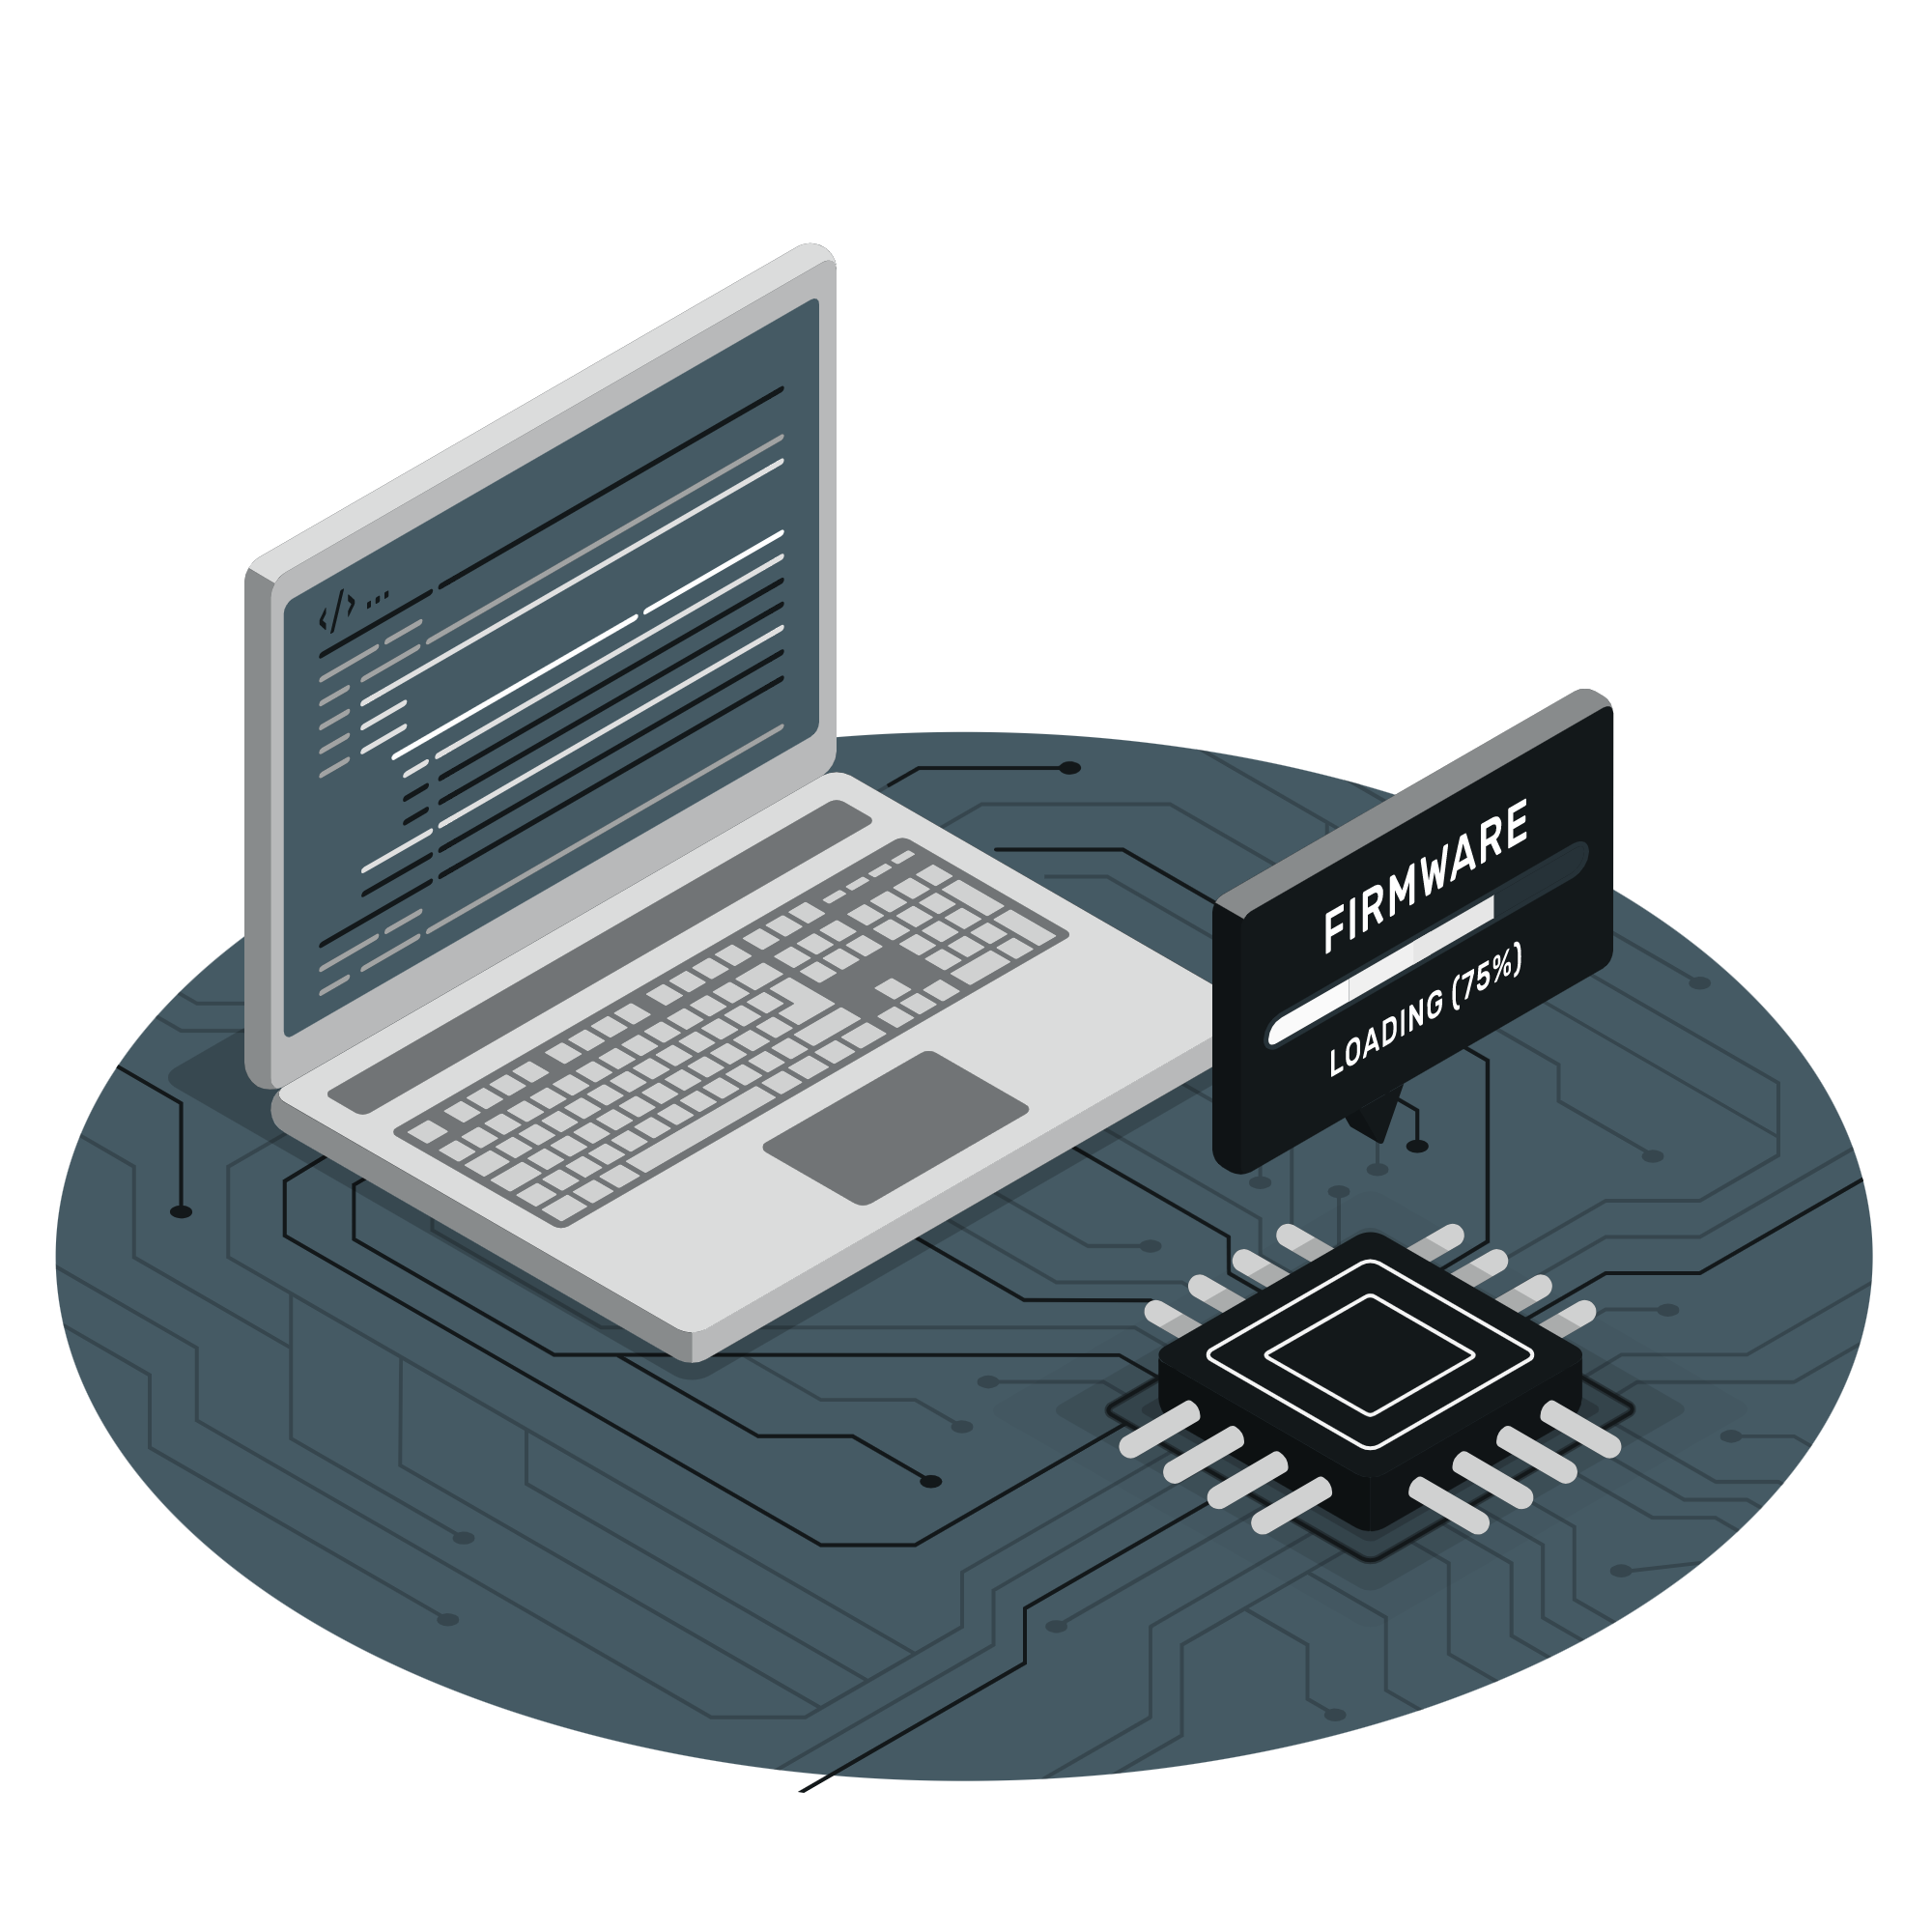 </> ...
FIRMWARE
LOADING (75%)